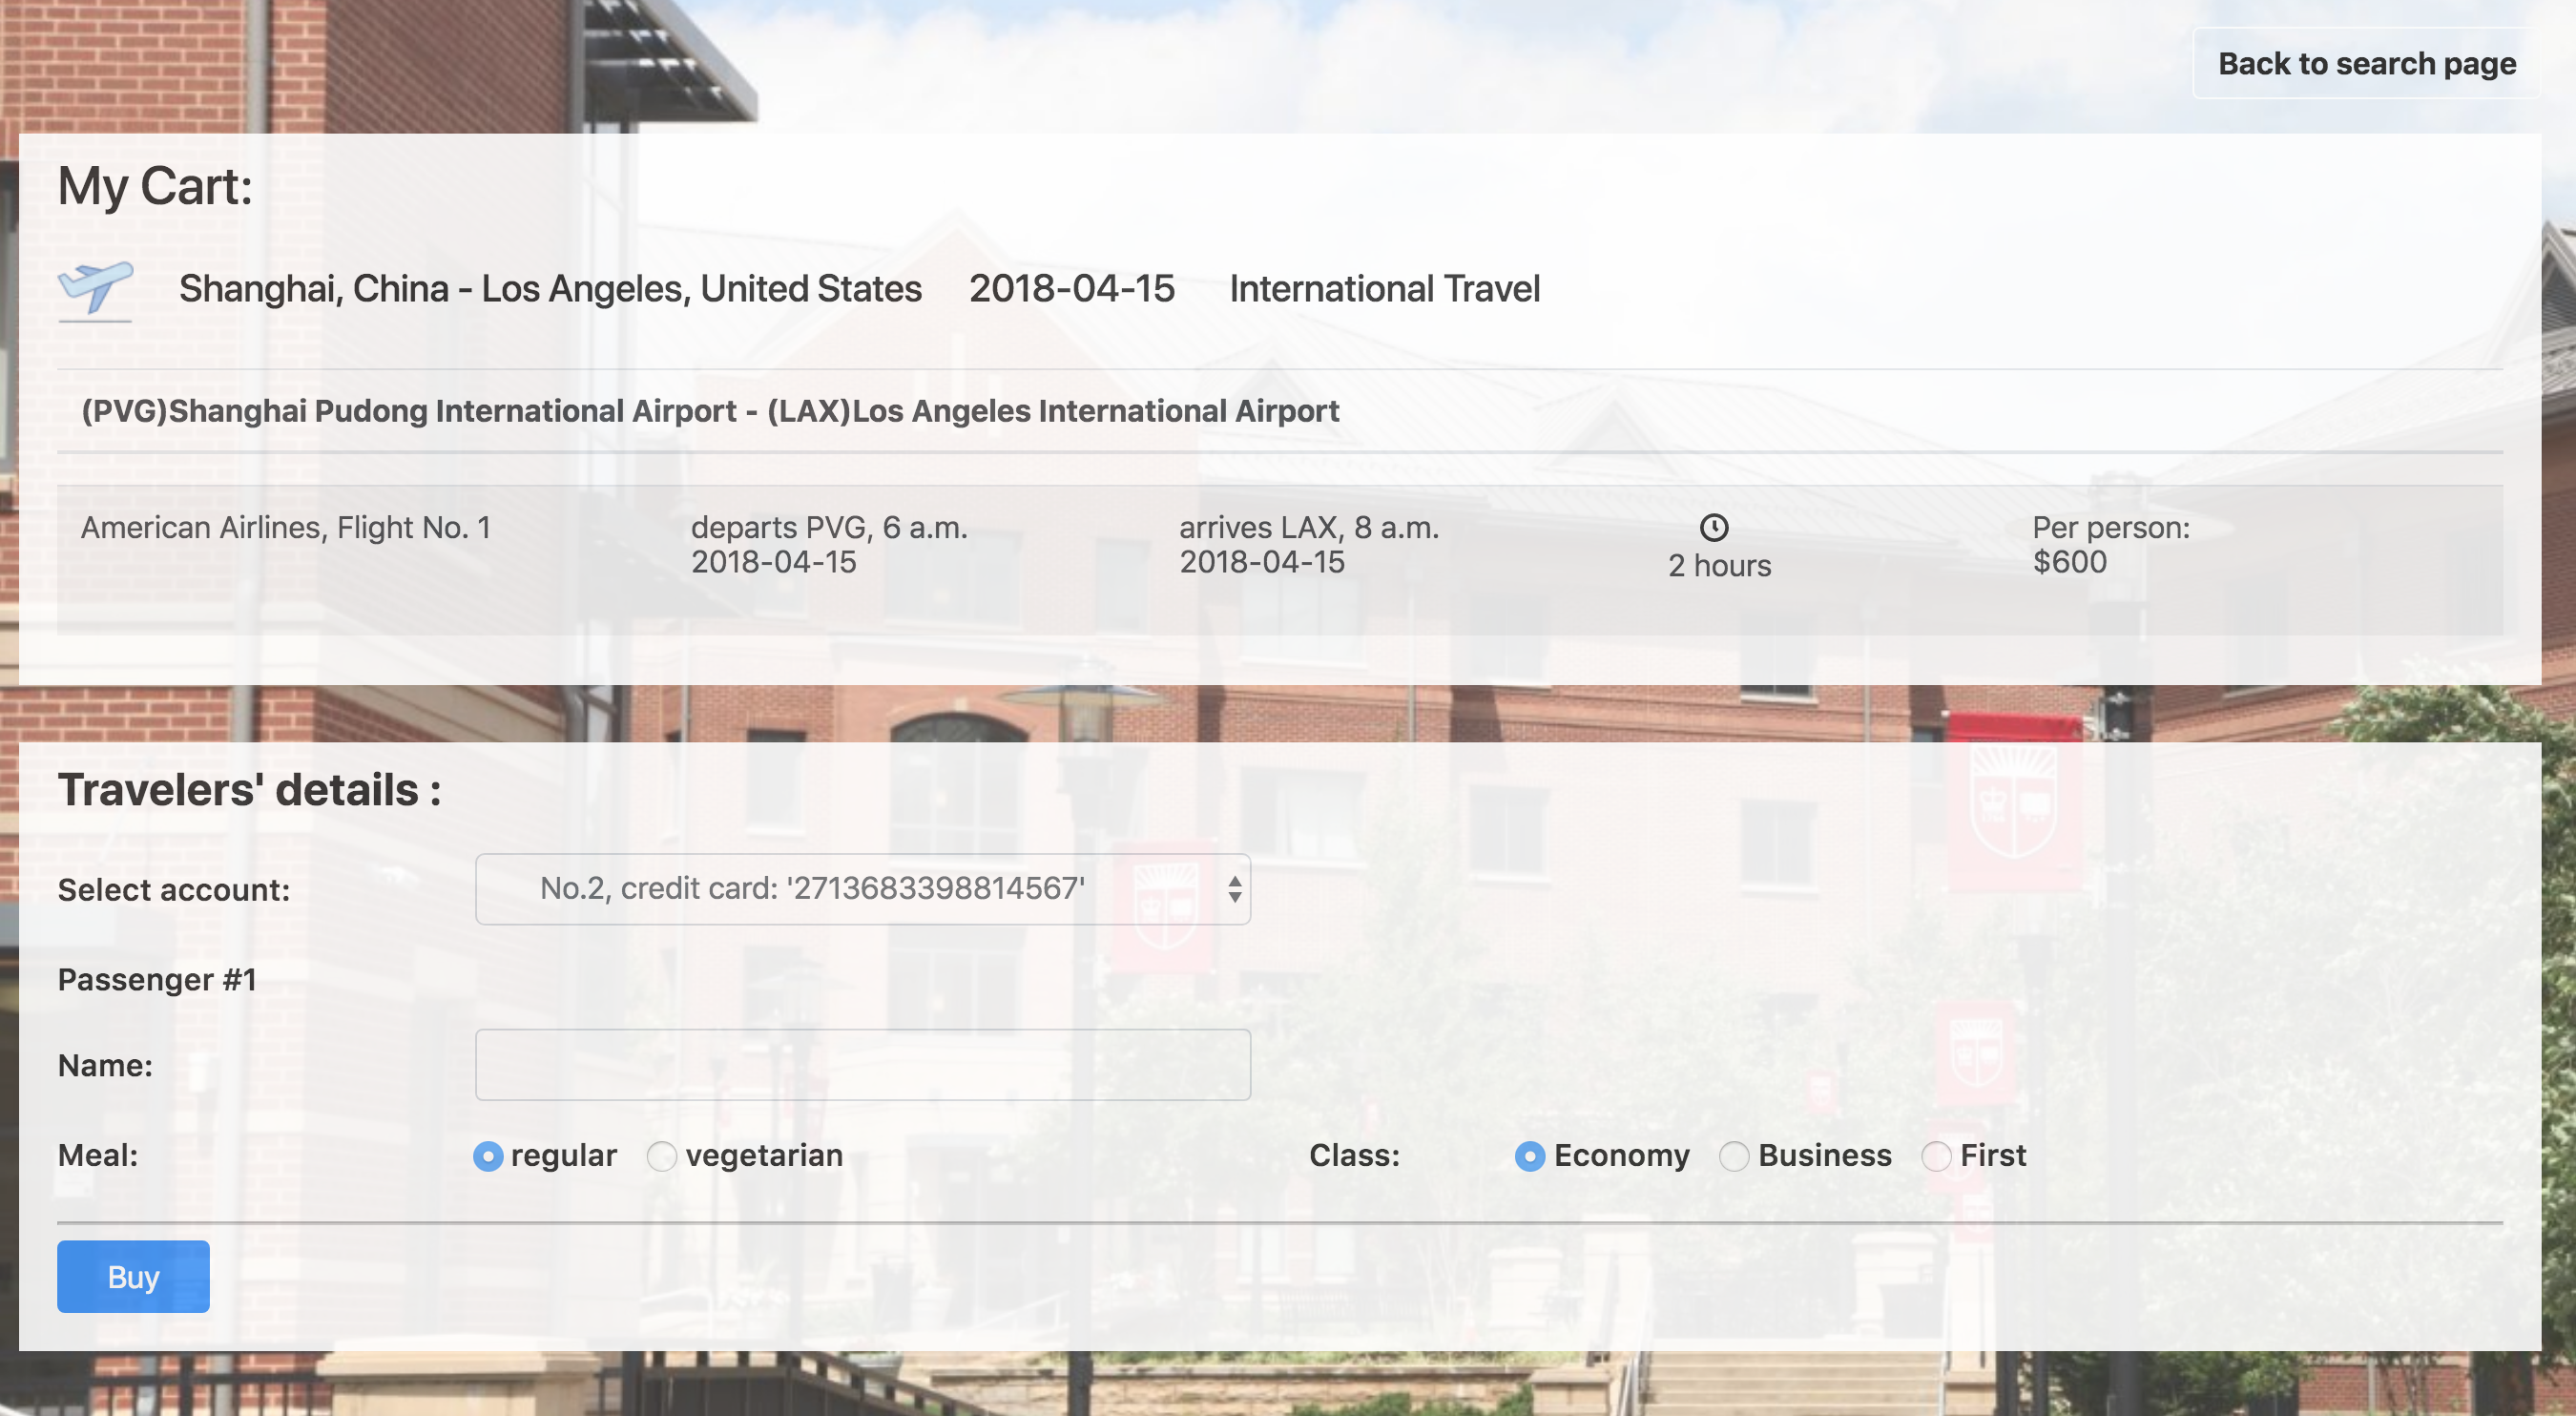 Back to search page
My Cart:
Shanghai, China - Los Angeles, United States 2018-04-15 International Travel
(PVG)Shanghai Pudong International Airport - (LAX)Los Angeles International Airport
American Airlines, Flight No. 1 departs PVG, 6 a.m. arrives LAX, 8 a.m. Per person:
2018-04-15 2018-04-15 2 hours $600
Travelers' details :
Select account: No.2, credit card: '2713683398814567'
Passenger #1
Name:
Meal: regular vegetarian Class: Economy Business First
Buy